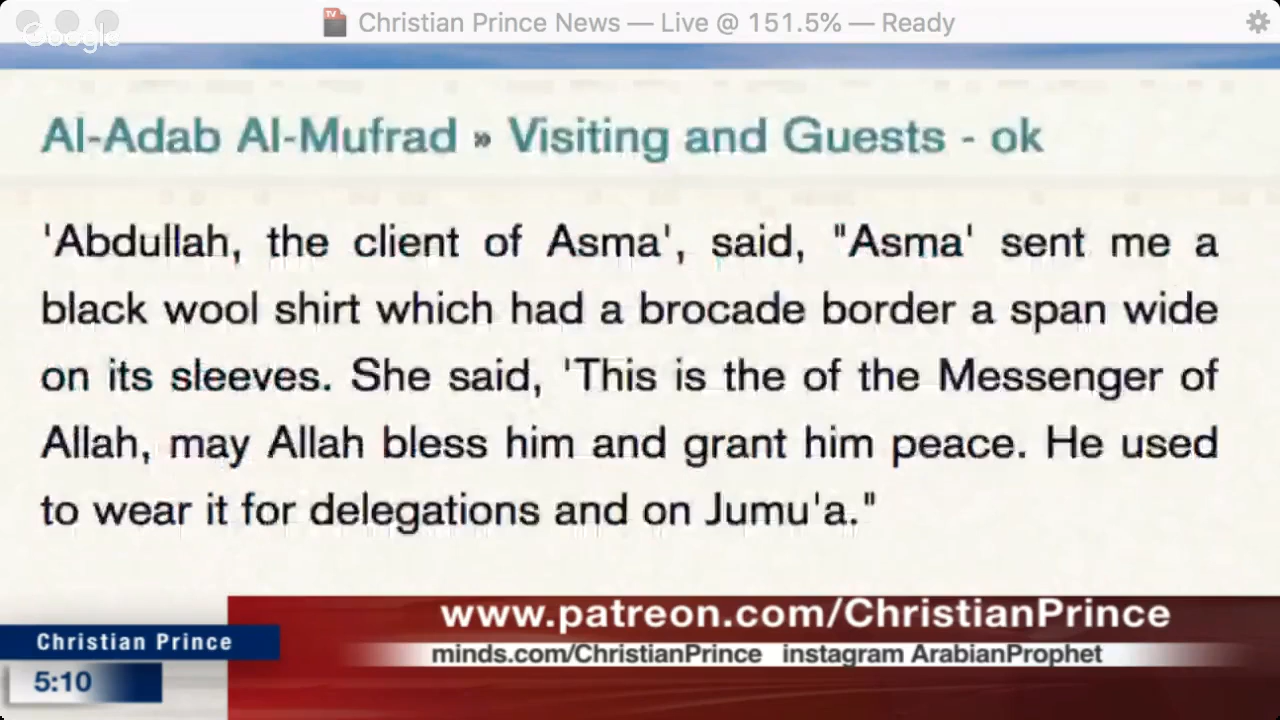 Christian Prince News — Live @ 151.5% — Ready
Google
Al-Adab Al-Mufrad » Visiting and Guests - ok
'Abdullah, the client of Asma', said, "Asma' sent me a
black wool shirt which had a brocade border a span wide
on its sleeves. She said, 'This is the of the Messenger of
Allah, may Allah bless him and grant him peace. He used
to wear it for delegations and on Jumu'a."
www.patreon.com/ChristianPrince
Christian Prince
minds.com/ChristianPrince instagram ArabianProphet
5:10